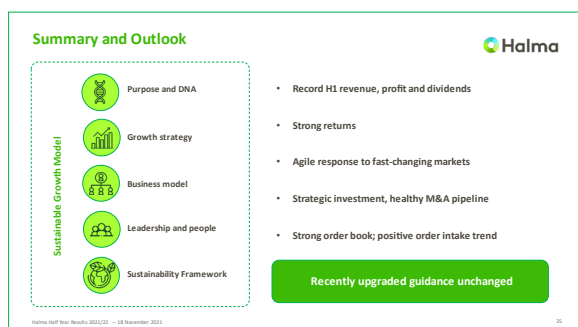 Summary and Outlook
Halma
Sustainable Growth Model
Purpose and DNA
Growth strategy
Business model
Leadership and people
Sustainability Framework
• Record H1 revenue, profit and dividends
• Strong returns
• Agile response to fast-changing markets
• Strategic investment, healthy M&A pipeline
• Strong order book; positive order intake trend
Recently upgraded guidance unchanged
Halma Half Year Results 2021/22 – 18 November 2021
25